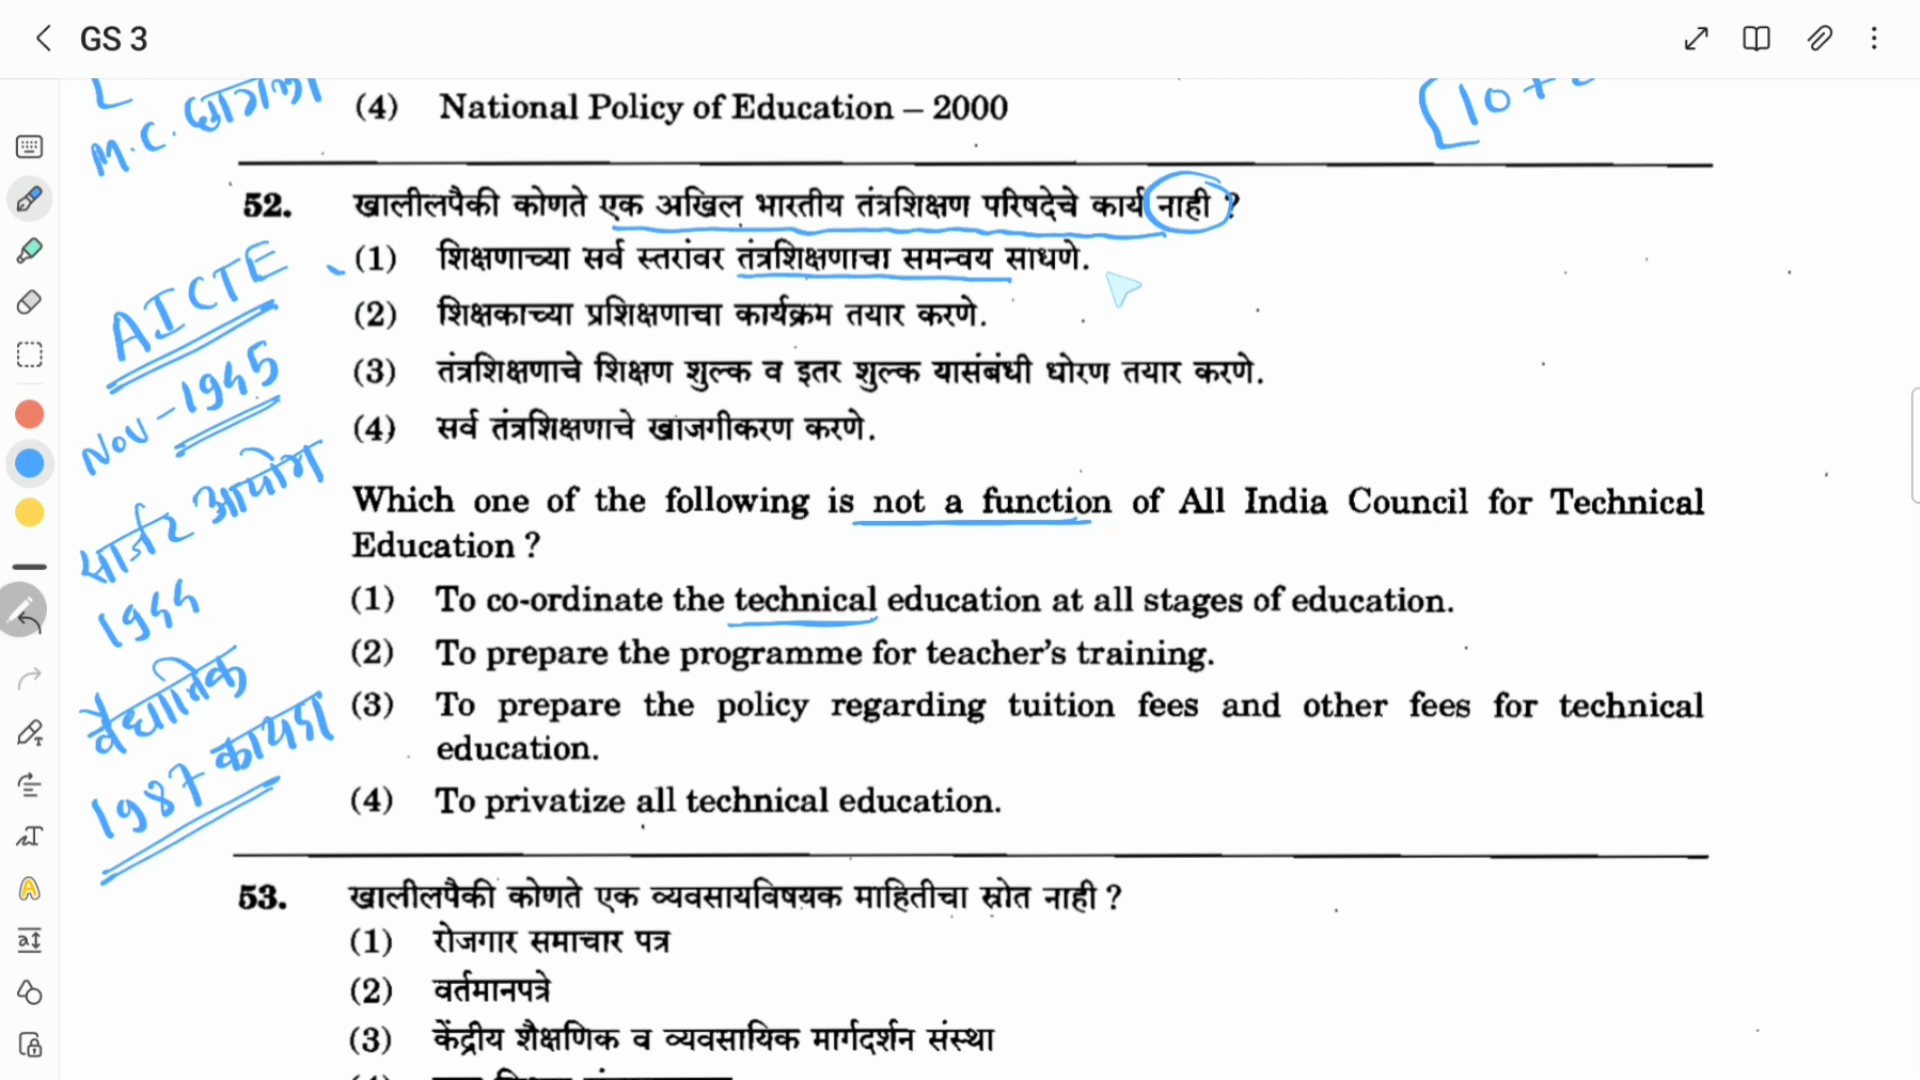 GS 3
M.C. छागला
(4) National Policy of Education – 2000
[10+2
52. खालीलपैकी कोणते एक अखिल भारतीय तंत्रशिक्षण परिषदेचे कार्य नाही ?
(1) शिक्षणाच्या सर्व स्तरांवर तंत्रशिक्षणाचा समन्वय साधणे.
(2) शिक्षकाच्या प्रशिक्षणाचा कार्यक्रम तयार करणे.
(3) तंत्रशिक्षणाचे शिक्षण शुल्क व इतर शुल्क यासंबंधी धोरण तयार करणे.
(4) सर्व तंत्रशिक्षणाचे खाजगीकरण करणे.
AICTE
Nov - 1945
सार्जंट आयोग
1944
वैधानिक
1987 कायदा
Which one of the following is not a function of All India Council for Technical
Education ?
(1) To co-ordinate the technical education at all stages of education.
(2) To prepare the programme for teacher's training.
(3) To prepare the policy regarding tuition fees and other fees for technical
education.
(4) To privatize all technical education.
53. खालीलपैकी कोणते एक व्यवसायविषयक माहितीचा स्रोत नाही ?
(1) रोजगार समाचार पत्र
(2) वर्तमानपत्रे
(3) केंद्रीय शैक्षणिक व व्यवसायिक मार्गदर्शन संस्था